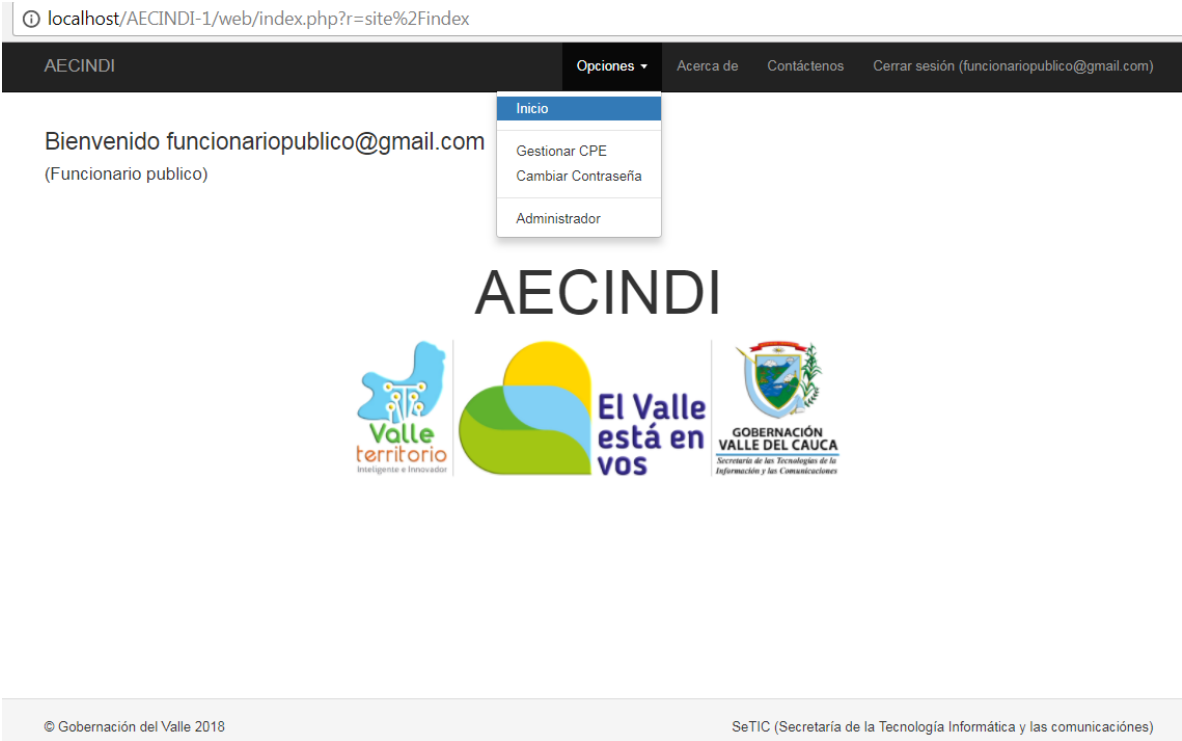 localhost/AECINDI-1/web/index.php?r=site%2Findex
AECINDI
Opciones
Acerca de
Contáctenos
Cerrar sesión (funcionariopublico@gmail.com)
Inicio
Gestionar CPE
Cambiar Contraseña
Administrador
Bienvenido funcionariopublico@gmail.com
(Funcionario publico)
AECINDI
Valle
territorio
Inteligente e Innovador
El Valle
está en
vos
GOBERNACIÓN
VALLE DEL CAUCA
Secretaría de las Tecnologías de la
Información y las Comunicaciones
© Gobernación del Valle 2018
SeTIC (Secretaría de la Tecnología Informática y las comunicaciónes)